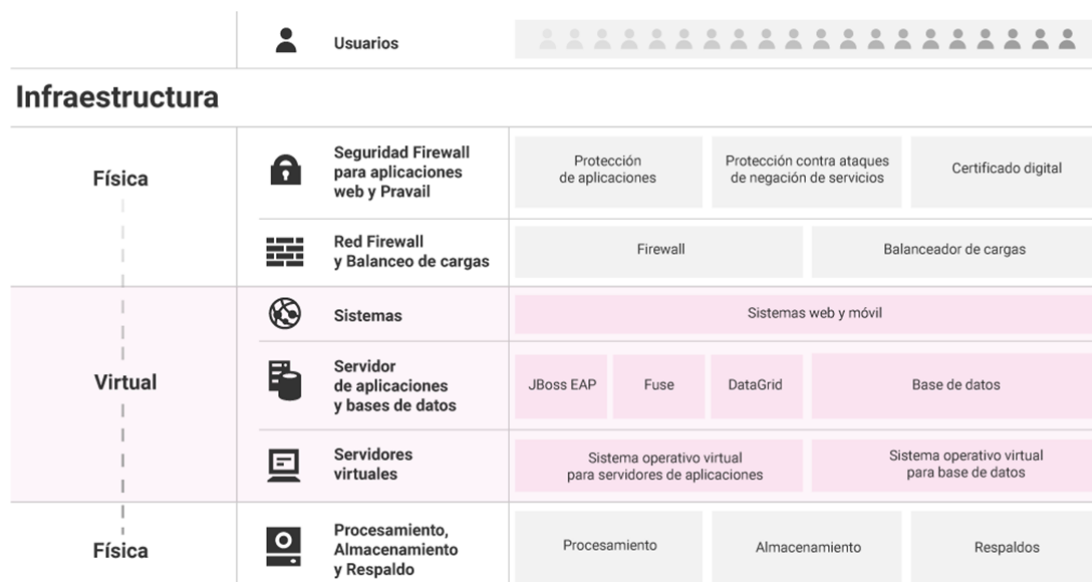 Usuarios
Infraestructura
Física
Seguridad Firewall
para aplicaciones
web y Pravail
Protección
de aplicaciones
Protección contra ataques
de negación de servicios
Certificado digital
Red Firewall
y Balanceo de cargas
Firewall
Balanceador de cargas
Virtual
Sistemas
Sistemas web y móvil
Servidor
de aplicaciones
y bases de datos
JBoss EAP
Fuse
DataGrid
Base de datos
Servidores
virtuales
Sistema operativo virtual
para servidores de aplicaciones
Sistema operativo virtual
para base de datos
Física
Procesamiento,
Almacenamiento
y Respaldo
Procesamiento
Almacenamiento
Respaldos